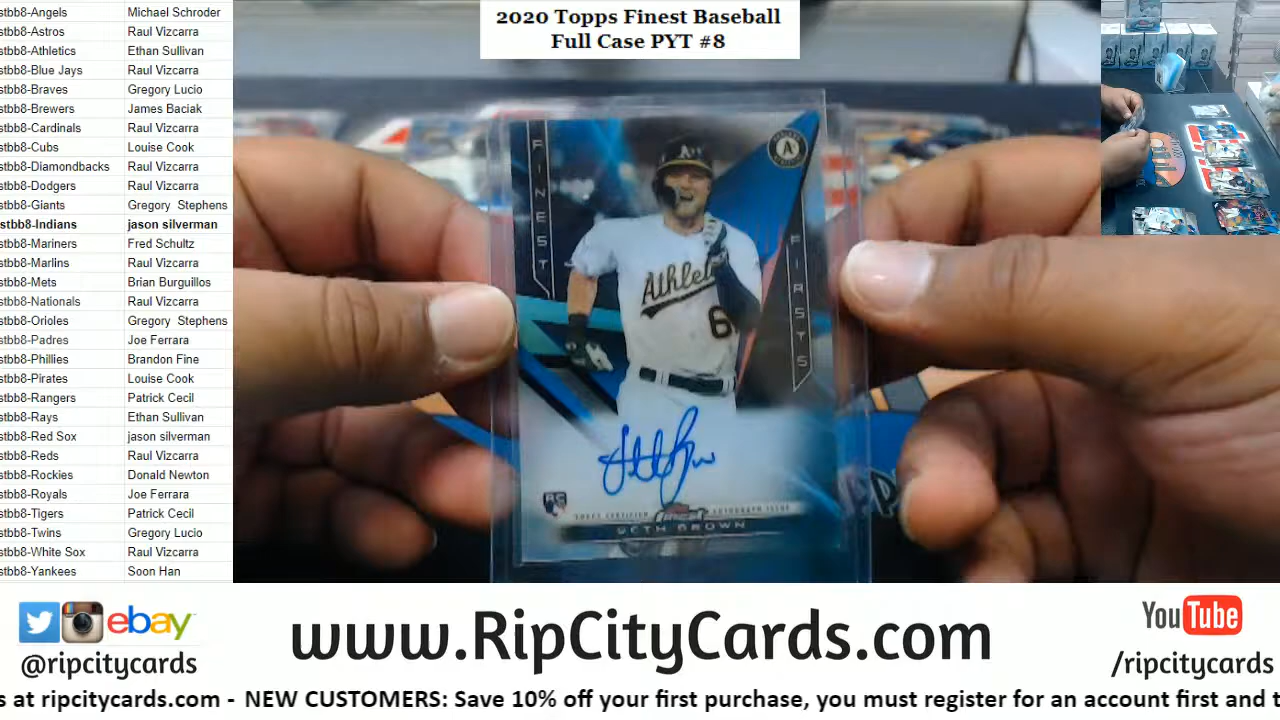 2020 Topps Finest Baseball
Full Case PYT #8
stbb8-Angels Michael Schroder
stbb8-Astros Raul Vizcarra
stbb8-Athletics Ethan Sullivan
stbb8-Blue Jays Raul Vizcarra
stbb8-Braves Gregory Lucio
stbb8-Brewers James Baciak
stbb8-Cardinals Raul Vizcarra
stbb8-Cubs Louise Cook
stbb8-Diamondbacks Raul Vizcarra
stbb8-Dodgers Raul Vizcarra
stbb8-Giants Gregory Stephens
stbb8-Indians jason silverman
stbb8-Mariners Fred Schultz
stbb8-Marlins Raul Vizcarra
stbb8-Mets Brian Burguillos
stbb8-Nationals Raul Vizcarra
stbb8-Orioles Gregory Stephens
stbb8-Padres Joe Ferrara
stbb8-Phillies Brandon Fine
stbb8-Pirates Louise Cook
stbb8-Rangers Patrick Cecil
stbb8-Rays Ethan Sullivan
stbb8-Red Sox jason silverman
stbb8-Reds Raul Vizcarra
stbb8-Rockies Donald Newton
stbb8-Royals Joe Ferrara
stbb8-Tigers Patrick Cecil
stbb8-Twins Gregory Lucio
stbb8-White Sox Raul Vizcarra
stbb8-Yankees Soon Han
FINEST
FIRSTS
A's
A
Athle
6
RC
TOPPS CERTIFIED AUTOGRAPH ISSUE
FINEST
SETH BROWN
ebay
@ripcitycards
www.RipCityCards.com
YouTube
/ripcitycards
s at ripcitycards.com - NEW CUSTOMERS: Save 10% off your first purchase, you must register for an account first and t